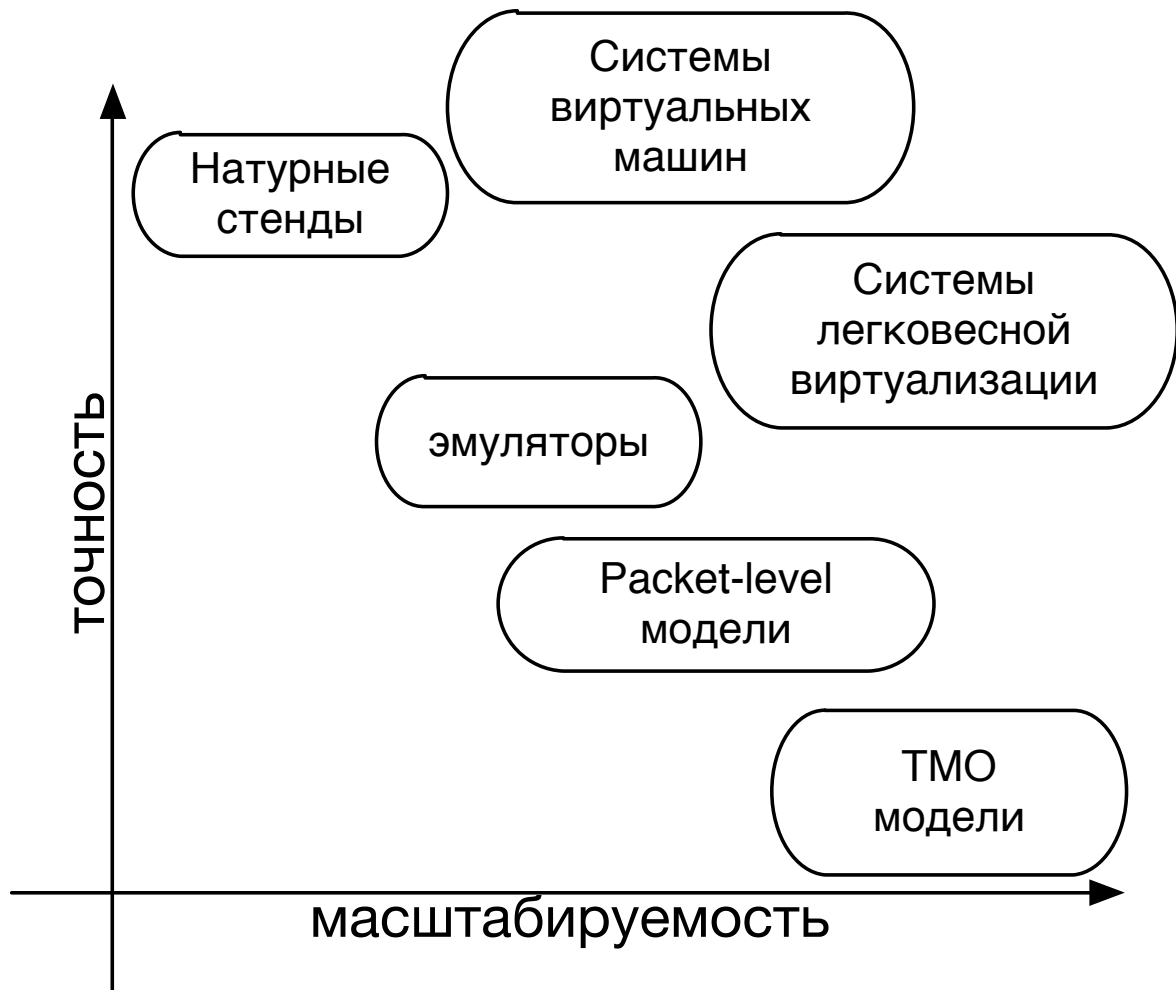 Системы
виртуальных
машин
Натурные
стенды
Системы
легковесной
виртуализации
эмуляторы
Packet-level
модели
ТМО
модели
точность
масштабируемость